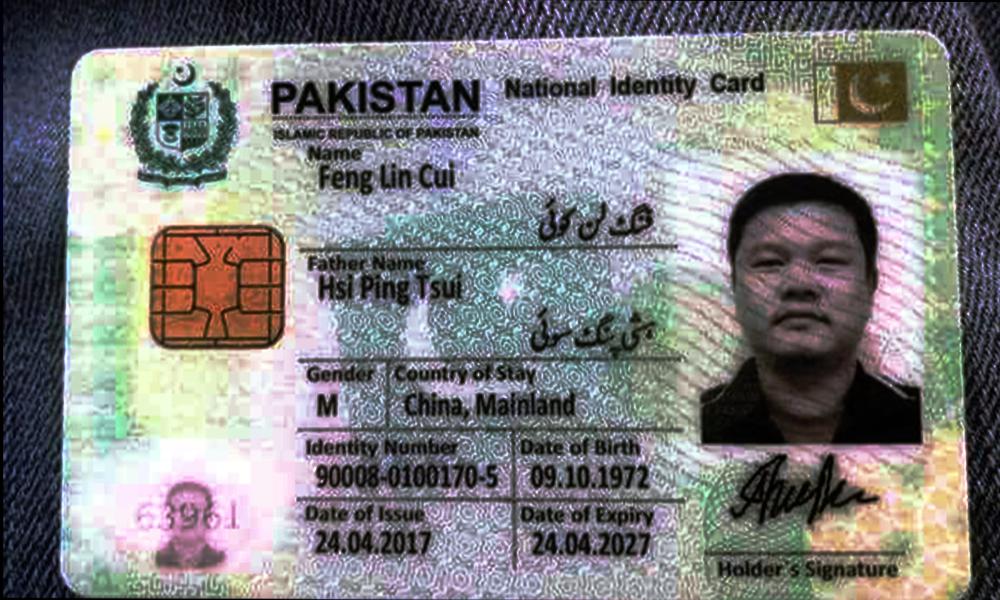 PAKISTAN National Identity Card
ISLAMIC REPUBLIC OF PAKISTAN
Name
Feng Lin Cui
فنگ لن کوئی
Father Name
Hsi Ping Tsui
ہشی پنگ سوئی
Gender Country of Stay
M China, Mainland
Identity Number Date of Birth
90008-0100170-5 09.10.1972
Date of Issue Date of Expiry
24.04.2017 24.04.2027
63961
Holder's Signature